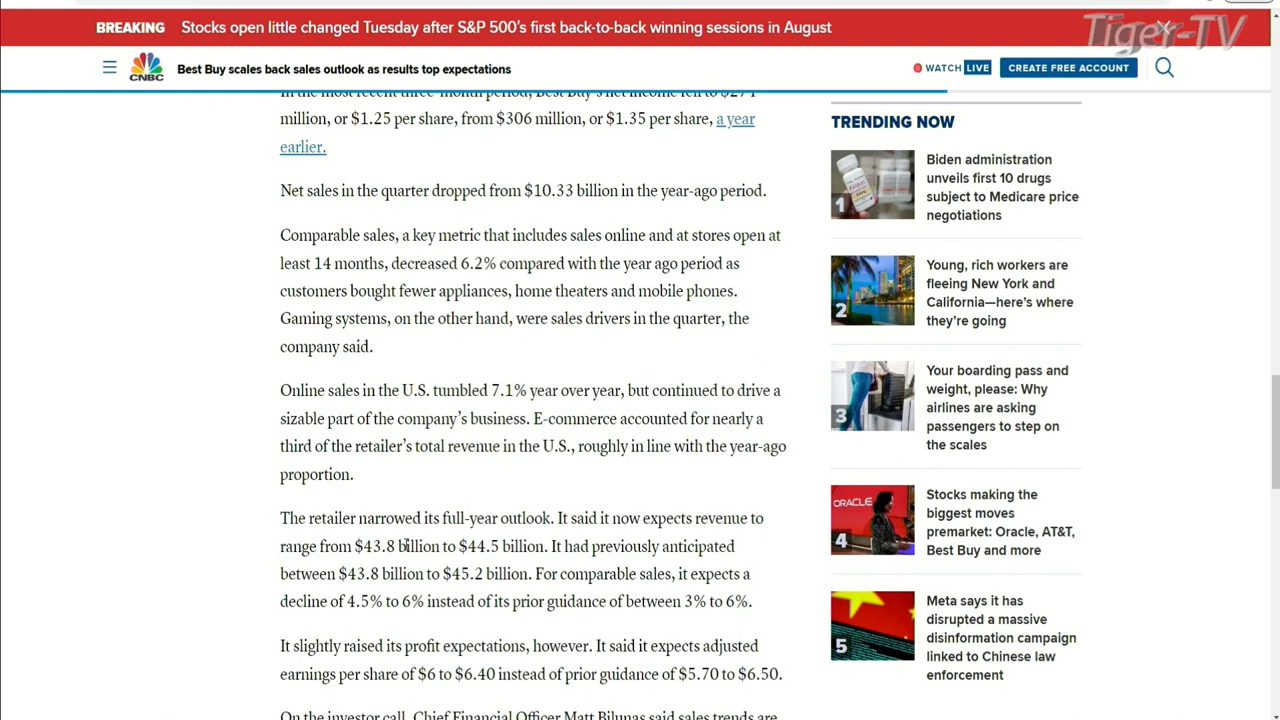 BREAKING Stocks open little changed Tuesday after S&P 500's first back-to-back winning sessions in August
Tiger-TV
CNBC
Best Buy scales back sales outlook as results top expectations
WATCH LIVE
CREATE FREE ACCOUNT
In the most recent three-month period, Best Buy's net income fell to $274
million, or $1.25 per share, from $306 million, or $1.35 per share, a year
earlier.
Net sales in the quarter dropped from $10.33 billion in the year-ago period.
Comparable sales, a key metric that includes sales online and at stores open at
least 14 months, decreased 6.2% compared with the year ago period as
customers bought fewer appliances, home theaters and mobile phones.
Gaming systems, on the other hand, were sales drivers in the quarter, the
company said.
Online sales in the U.S. tumbled 7.1% year over year, but continued to drive a
sizable part of the company's business. E-commerce accounted for nearly a
third of the retailer's total revenue in the U.S., roughly in line with the year-ago
proportion.
The retailer narrowed its full-year outlook. It said it now expects revenue to
range from $43.8 billion to $44.5 billion. It had previously anticipated
between $43.8 billion to $45.2 billion. For comparable sales, it expects a
decline of 4.5% to 6% instead of its prior guidance of between 3% to 6%.
It slightly raised its profit expectations, however. It said it expects adjusted
earnings per share of $6 to $6.40 instead of prior guidance of $5.70 to $6.50.
On the investor call, Chief Financial Officer Matt Bilunas said sales trends are
TRENDING NOW
1
Biden administration
unveils first 10 drugs
subject to Medicare price
negotiations
2
Young, rich workers are
fleeing New York and
California—here's where
they're going
3
Your boarding pass and
weight, please: Why
airlines are asking
passengers to step on
the scales
ORACLE
4
Stocks making the
biggest moves
premarket: Oracle, AT&T,
Best Buy and more
5
Meta says it has
disrupted a massive
disinformation campaign
linked to Chinese law
enforcement